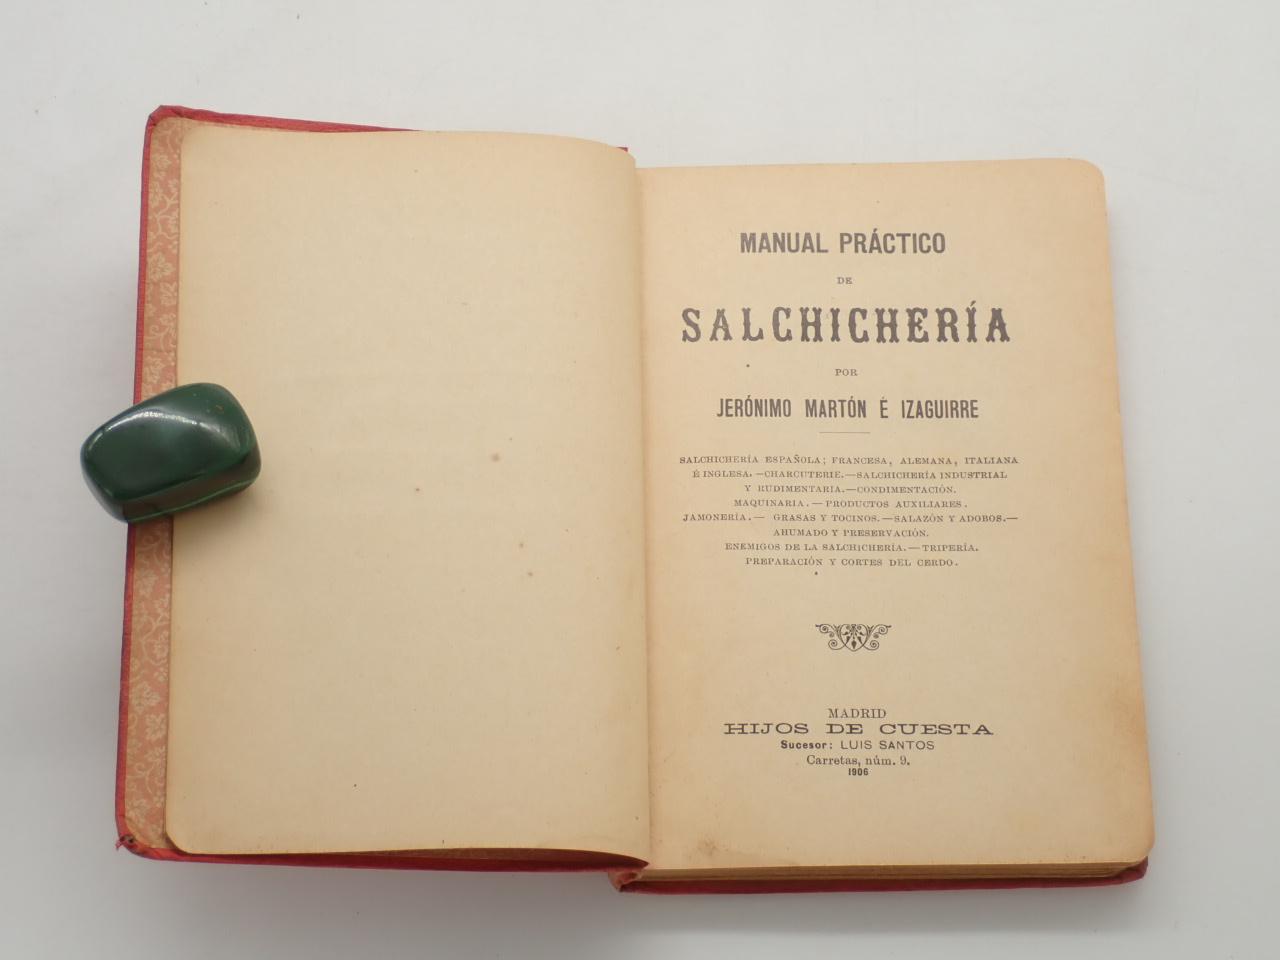 MANUAL PRÁCTICO
DE
SALCHICHERÍA
POR
JERÓNIMO MARTÓN É IZAGUIRRE
SALCHICHERÍA ESPAÑOLA; FRANCESA, ALEMANA, ITALIANA
É INGLESA.—CHARCUTERIE.—SALCHICHERÍA INDUSTRIAL
Y RUDIMENTARIA.—CONDIMENTACIÓN.
MAQUINARIA.—PRODUCTOS AUXILIARES.
JAMONERÍA.— GRASAS Y TOCINOS.—SALAZÓN Y ADOBOS.—
AHUMADO Y PRESERVACIÓN.
ENEMIGOS DE LA SALCHICHERÍA.—TRIPERÍA.
PREPARACIÓN Y CORTES DEL CERDO.
MADRID
HIJOS DE CUESTA
Sucesor: LUIS SANTOS
Carretas, núm. 9.
1906